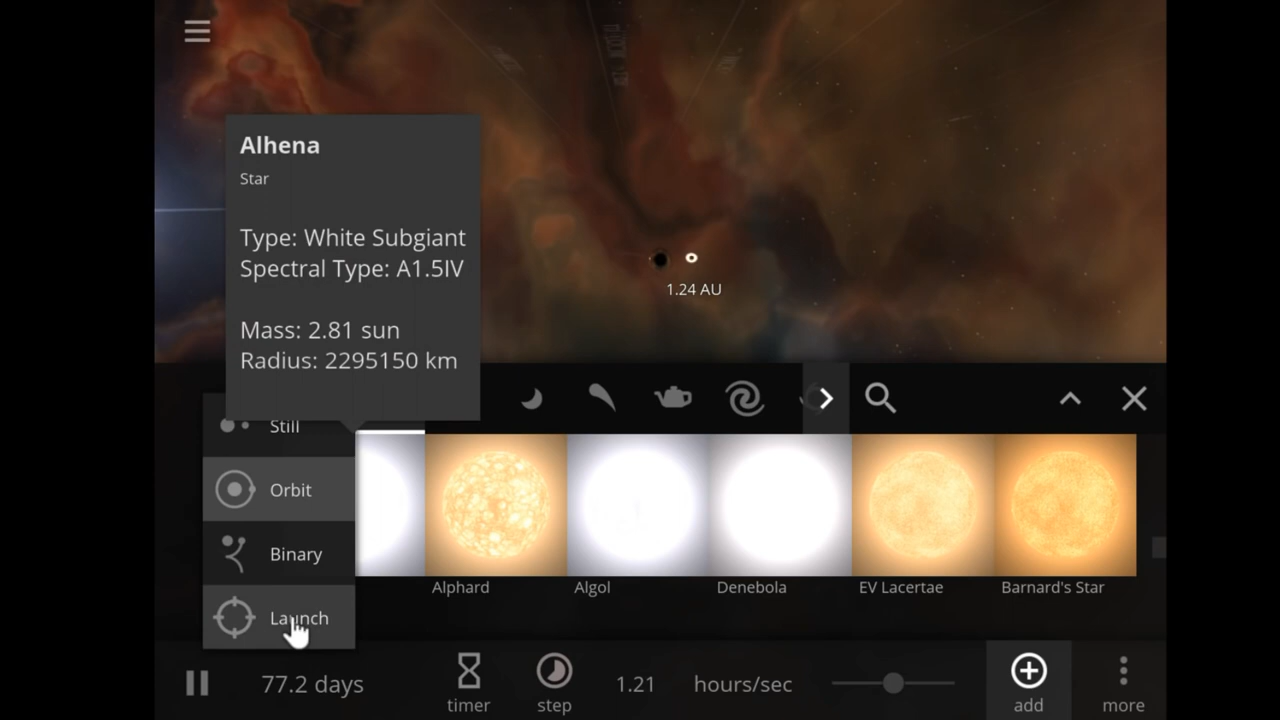 Alhena
Star
Type: White Subgiant
Spectral Type: A1.5IV
Mass: 2.81 sun
Radius: 2295150 km
1.24 AU
Still
Orbit
Binary
Launch
Alphard
Algol
Denebola
EV Lacertae
Barnard's Star
77.2 days
timer
step
1.21
hours/sec
add
more